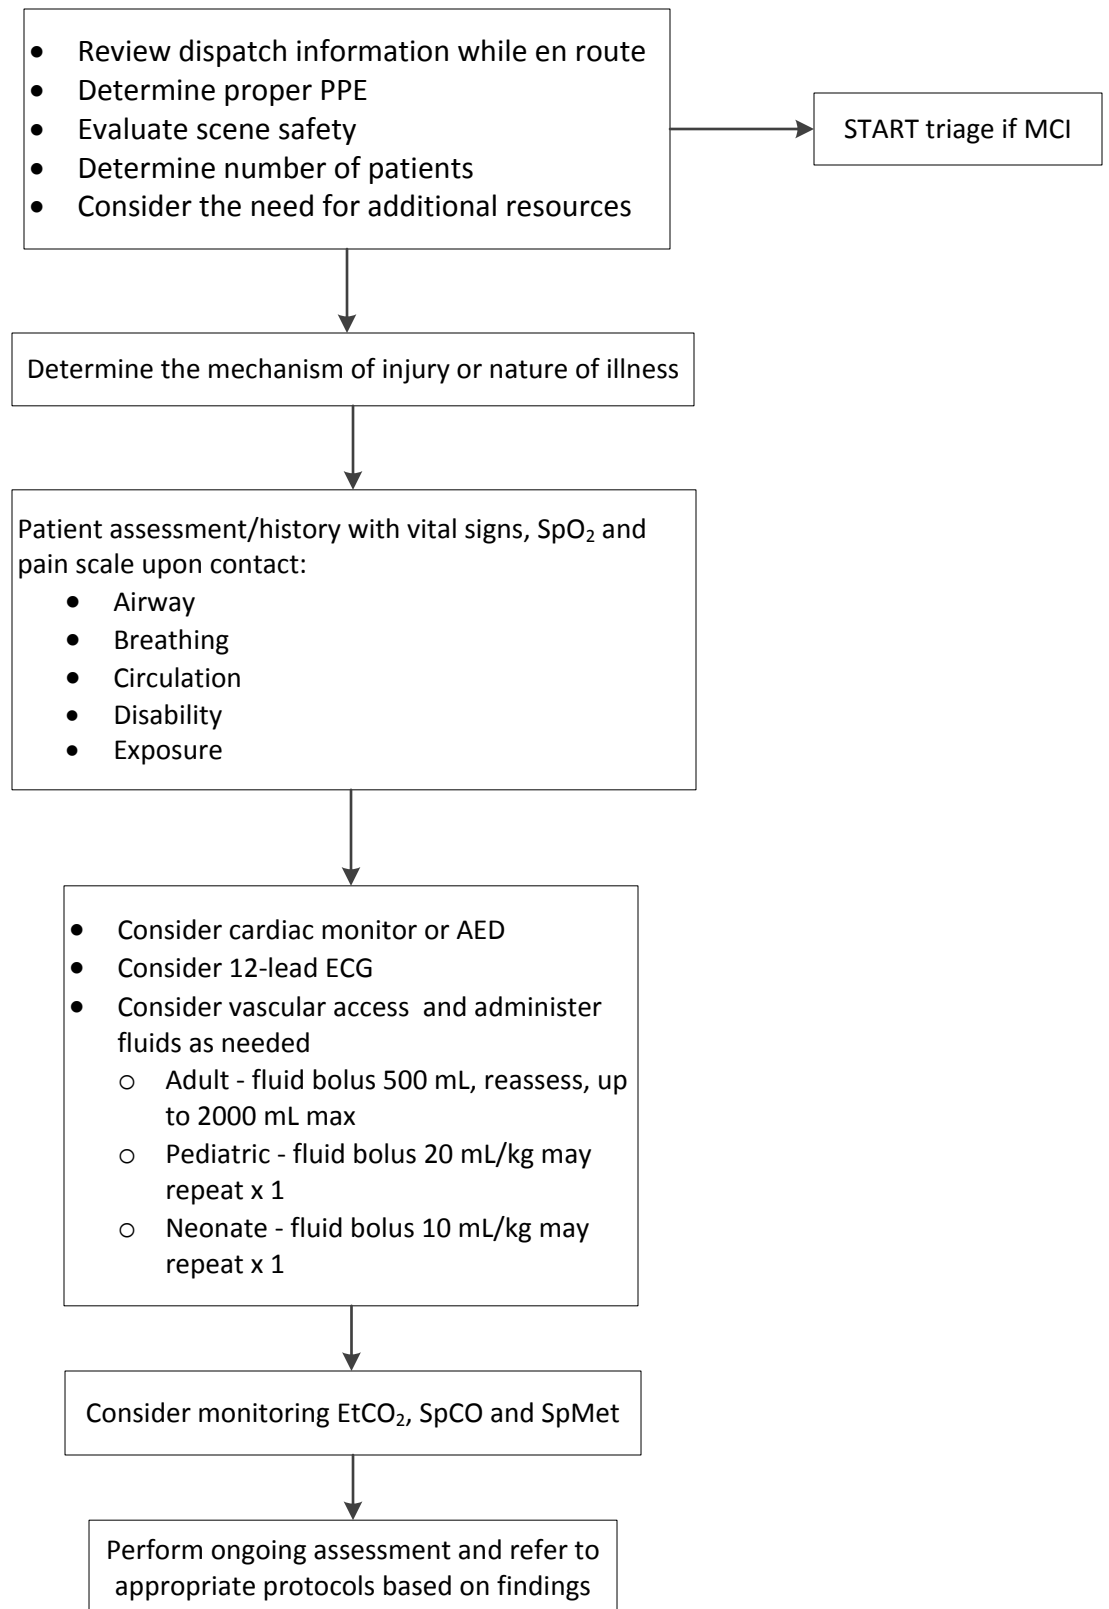 • Review dispatch information while en route
• Determine proper PPE
• Evaluate scene safety
• Determine number of patients
• Consider the need for additional resources
START triage if MCI
Determine the mechanism of injury or nature of illness
Patient assessment/history with vital signs, SpO₂ and
pain scale upon contact:
• Airway
• Breathing
• Circulation
• Disability
• Exposure
• Consider cardiac monitor or AED
• Consider 12-lead ECG
• Consider vascular access  and administer
fluids as needed
o Adult - fluid bolus 500 mL, reassess, up
to 2000 mL max
o Pediatric - fluid bolus 20 mL/kg may
repeat x 1
o Neonate - fluid bolus 10 mL/kg may
repeat x 1
Consider monitoring EtCO₂, SpCO and SpMet
Perform ongoing assessment and refer to
appropriate protocols based on findings